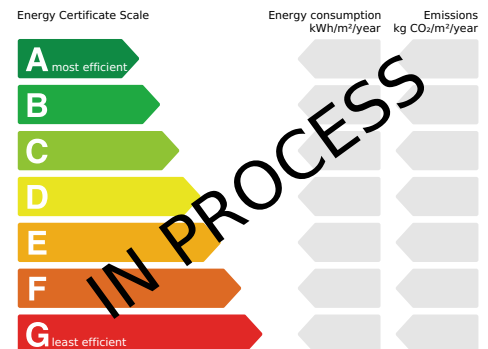 Energy Certificate Scale
Energy consumption
kWh/m²/year
Emissions
kg CO₂/m²/year
A most efficient
B
C
D
E
F
G least efficient
IN PROCESS